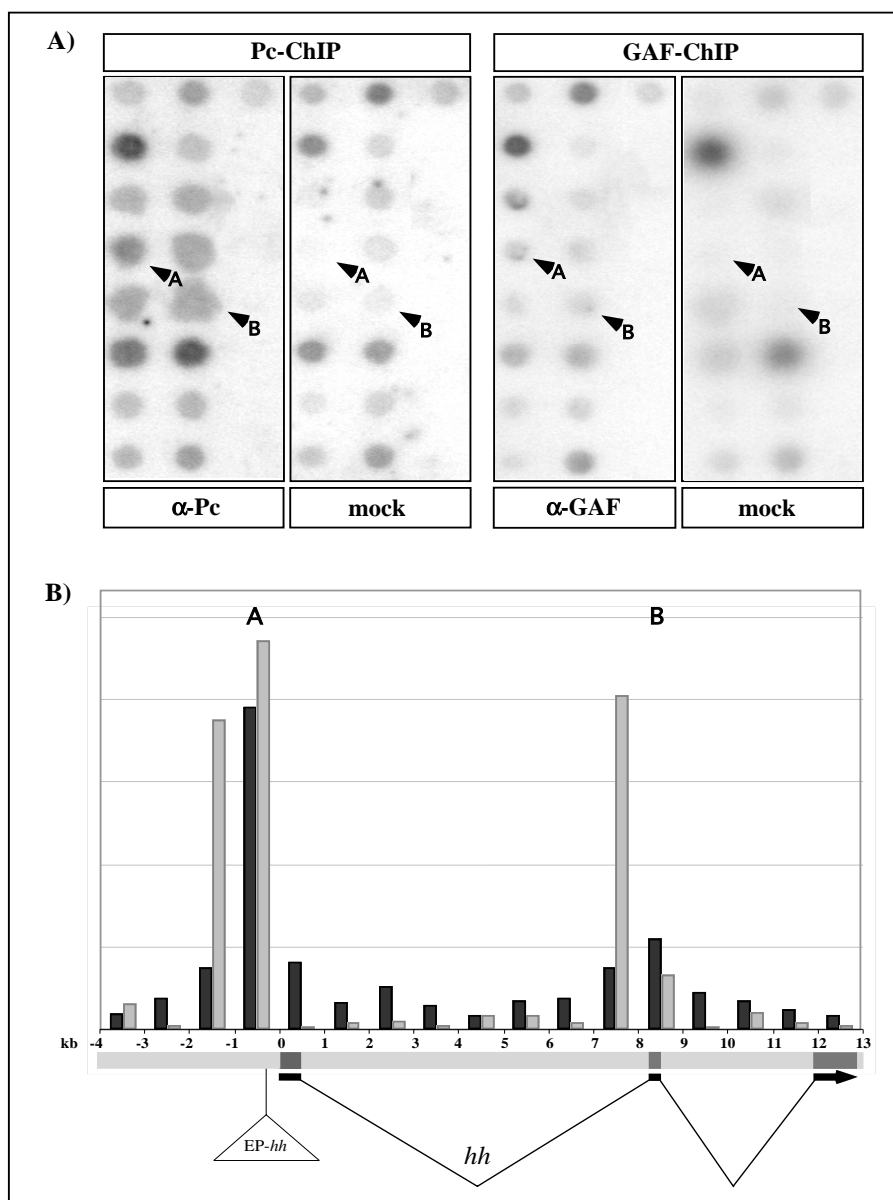 A)
Pc-ChIP GAF-ChIP
A A A A
B B B B
α-Pc mock α-GAF mock
B)
A B
kb -4 -3 -2 -1 0 1 2 3 4 5 6 7 8 9 10 11 12 13
EP-hh
hh